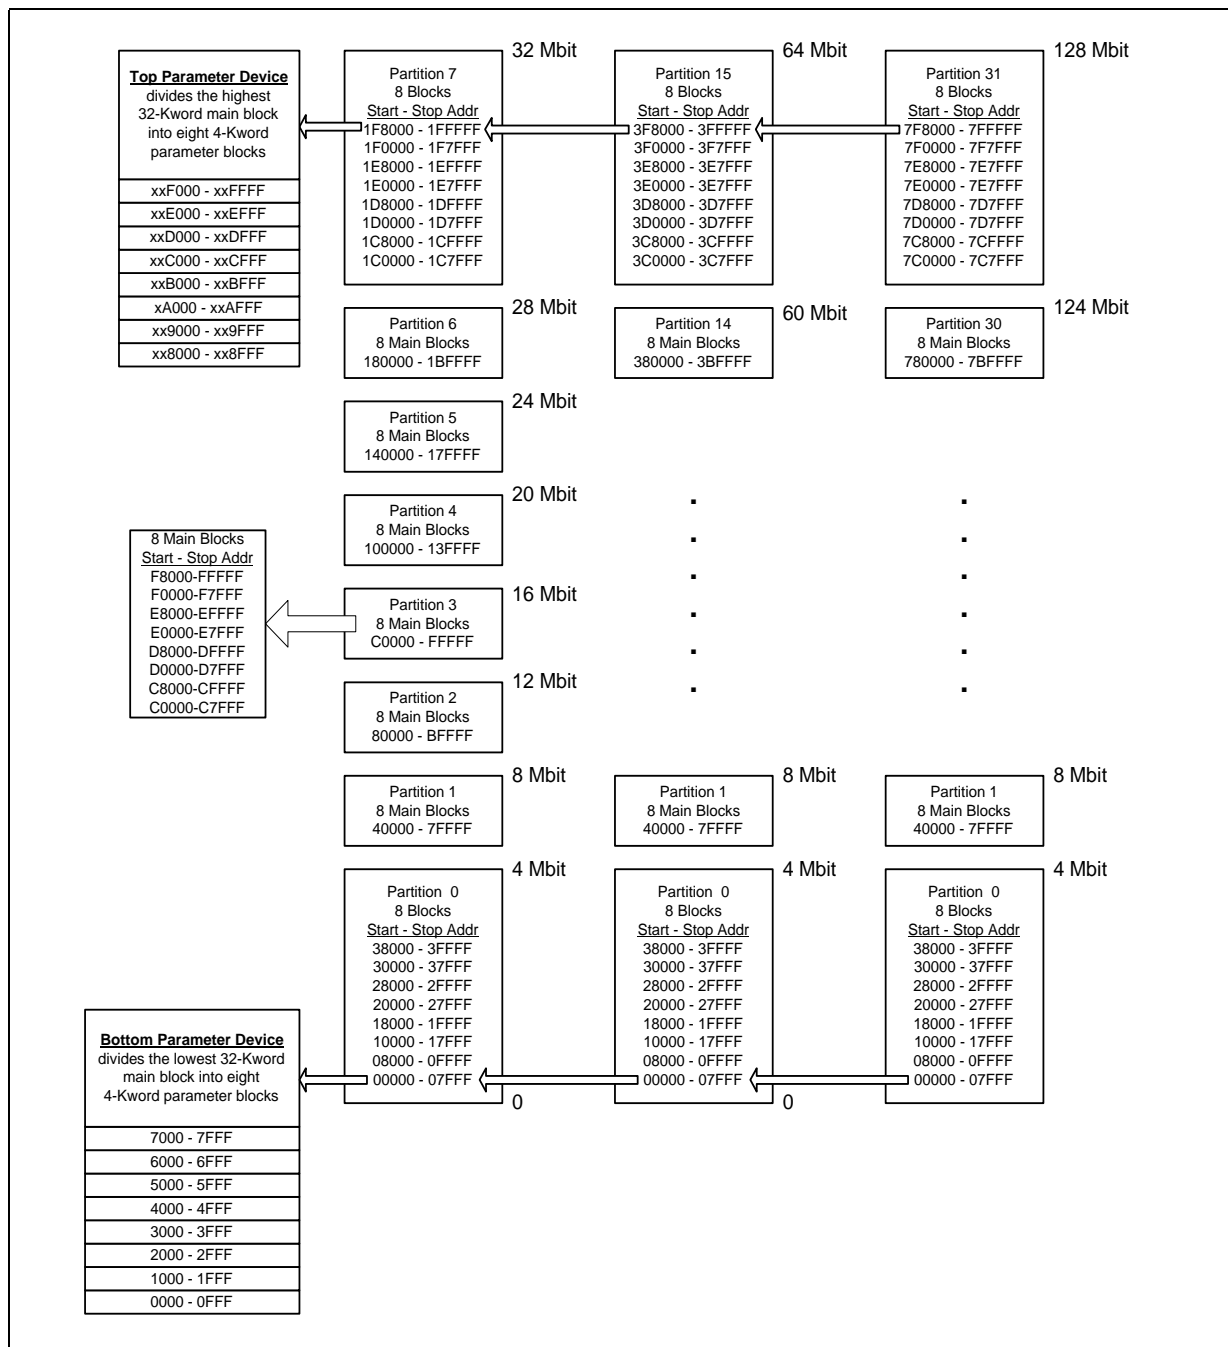 32 Mbit
64 Mbit
128 Mbit
Top Parameter Device
divides the highest
32-Kword main block
into eight 4-Kword
parameter blocks
xxF000 - xxFFFF
xxE000 - xxEFFF
xxD000 - xxDFFF
xxC000 - xxCFFF
xxB000 - xxBFFF
xA000 - xxAFFF
xx9000 - xx9FFF
xx8000 - xx8FFF
Partition 7
8 Blocks
Start - Stop Addr
1F8000 - 1FFFFF
1F0000 - 1F7FFF
1E8000 - 1EFFFF
1E0000 - 1E7FFF
1D8000 - 1DFFFF
1D0000 - 1D7FFF
1C8000 - 1CFFFF
1C0000 - 1C7FFF
Partition 15
8 Blocks
Start - Stop Addr
3F8000 - 3FFFFF
3F0000 - 3F7FFF
3E8000 - 3E7FFF
3E0000 - 3E7FFF
3D8000 - 3D7FFF
3D0000 - 3D7FFF
3C8000 - 3CFFFF
3C0000 - 3C7FFF
Partition 31
8 Blocks
Start - Stop Addr
7F8000 - 7FFFFF
7F0000 - 7F7FFF
7E8000 - 7E7FFF
7E0000 - 7E7FFF
7D8000 - 7D7FFF
7D0000 - 7D7FFF
7C8000 - 7CFFFF
7C0000 - 7C7FFF
28 Mbit
60 Mbit
124 Mbit
Partition 6
8 Main Blocks
180000 - 1BFFFF
Partition 14
8 Main Blocks
380000 - 3BFFFF
Partition 30
8 Main Blocks
780000 - 7BFFFF
24 Mbit
Partition 5
8 Main Blocks
140000 - 17FFFF
20 Mbit
Partition 4
8 Main Blocks
100000 - 13FFFF
8 Main Blocks
Start - Stop Addr
F8000-FFFFF
F0000-F7FFF
E8000-EFFFF
E0000-E7FFF
D8000-DFFFF
D0000-D7FFF
C8000-CFFFF
C0000-C7FFF
16 Mbit
Partition 3
8 Main Blocks
C0000 - FFFFF
12 Mbit
Partition 2
8 Main Blocks
80000 - BFFFF
8 Mbit
8 Mbit
8 Mbit
Partition 1
8 Main Blocks
40000 - 7FFFF
Partition 1
8 Main Blocks
40000 - 7FFFF
Partition 1
8 Main Blocks
40000 - 7FFFF
4 Mbit
4 Mbit
4 Mbit
Partition 0
8 Blocks
Start - Stop Addr
38000 - 3FFFF
30000 - 37FFF
28000 - 2FFFF
20000 - 27FFF
18000 - 1FFFF
10000 - 17FFF
08000 - 0FFFF
00000 - 07FFF
0
Partition 0
8 Blocks
Start - Stop Addr
38000 - 3FFFF
30000 - 37FFF
28000 - 2FFFF
20000 - 27FFF
18000 - 1FFFF
10000 - 17FFF
08000 - 0FFFF
00000 - 07FFF
0
Partition 0
8 Blocks
Start - Stop Addr
38000 - 3FFFF
30000 - 37FFF
28000 - 2FFFF
20000 - 27FFF
18000 - 1FFFF
10000 - 17FFF
08000 - 0FFFF
00000 - 07FFF
Bottom Parameter Device
divides the lowest 32-Kword
main block into eight
4-Kword parameter blocks
7000 - 7FFF
6000 - 6FFF
5000 - 5FFF
4000 - 4FFF
3000 - 3FFF
2000 - 2FFF
1000 - 1FFF
0000 - 0FFF